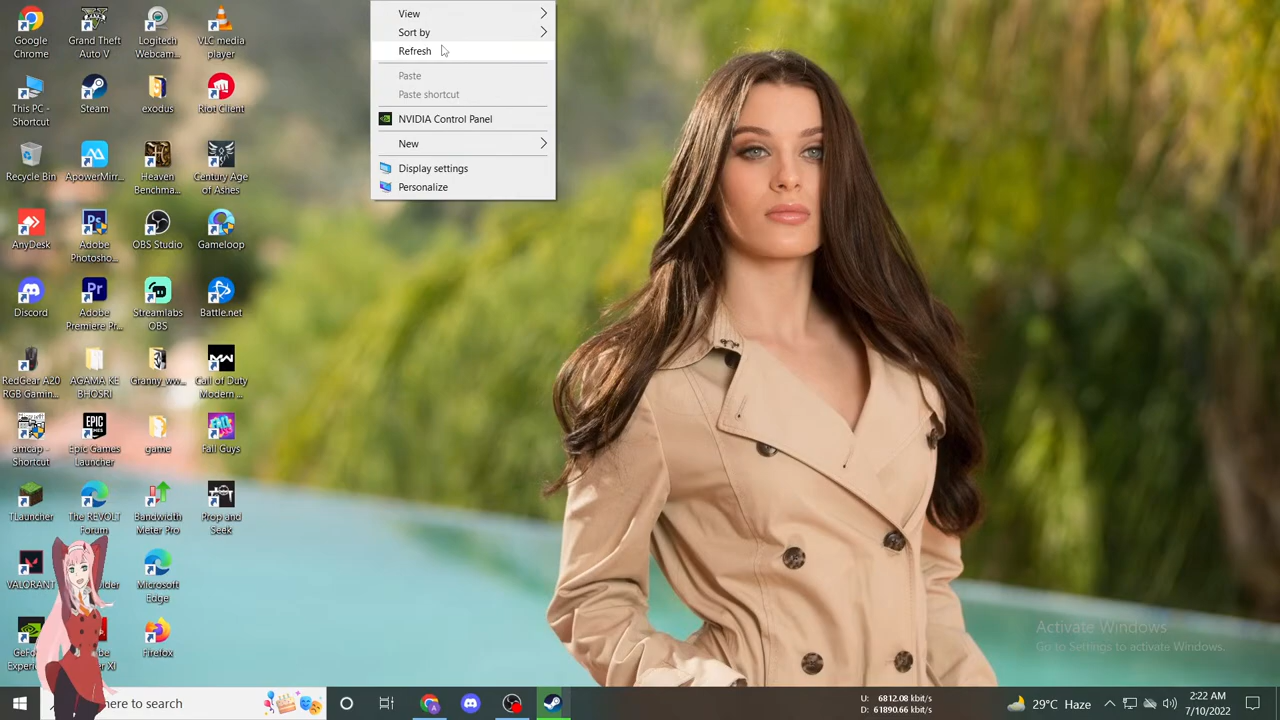 View
Sort by
Refresh
Paste
Paste shortcut
NVIDIA Control Panel
New
Display settings
Personalize
Google Chrome
Grand Theft Auto V
Logitech Webcam...
VLC media player
This PC - Shortcut
Steam
exodus
Riot Client
Recycle Bin
ApowerMirr...
Heaven Benchma...
Century Age of Ashes
AnyDesk
Adobe Photosho...
OBS Studio
Gameloop
Discord
Adobe Premiere Pr...
Streamlabs OBS
Battle.net
RedGear A20 RGB Gamin...
AGAMA KE BHOSRI
Granny_ww...
Call of Duty Modern ...
amcap - Shortcut
Epic Games Launcher
game
Fall Guys
TLauncher
The REVOLT Forum
Bandwidth Meter Pro
Prop and Seek
VALORANT
Microsoft Edge
Firefox
Activate Windows
Go to Settings to activate Windows.
here to search
U: 6812.08 kbit/s
D: 61890.66 kbit/s
29°C Haze
2:22 AM
7/10/2022